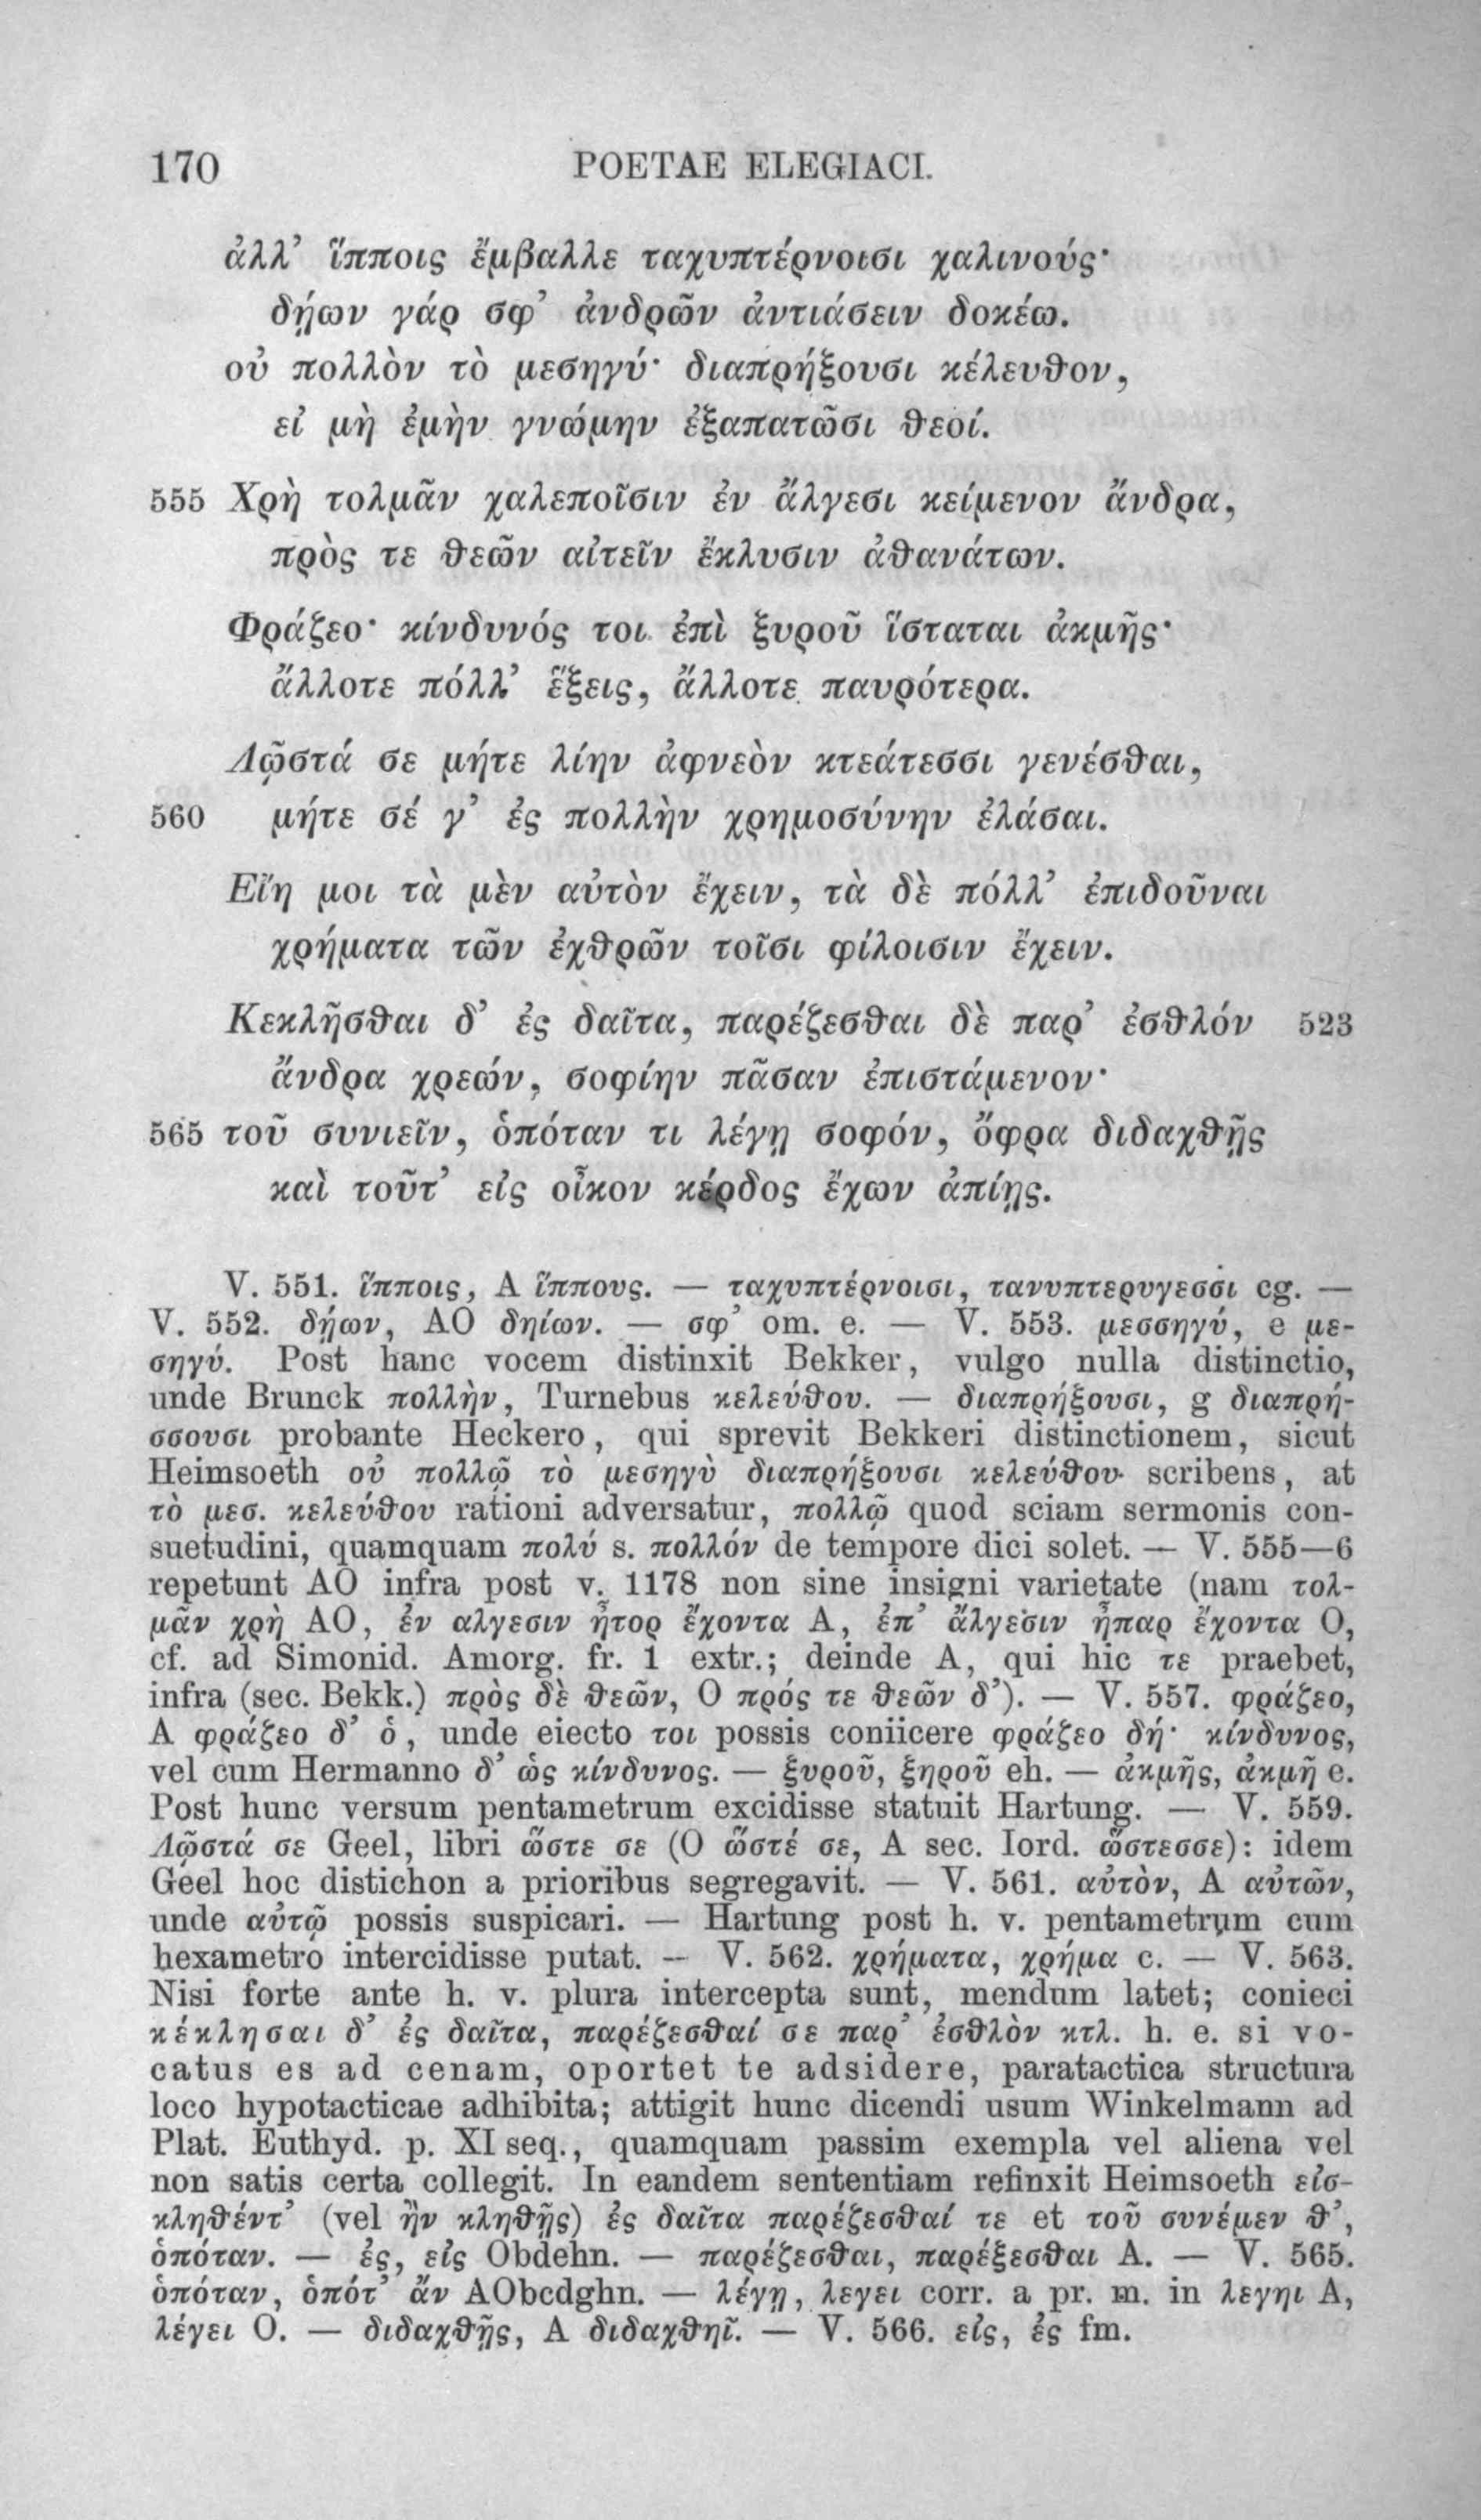 170 POETAE ELEGIACI.
ἀλλ’ ἵπποις ἔμβαλλε ταχυπτέρνοισι χαλινούς·
δῄων γάρ σφ’ ἀνδρῶν ἀντιάσειν δοκέω.
οὐ πολλὸν τὸ μεσηγύ· διαπρήξουσι κέλευθον,
εἰ μὴ ἐμὴν γνώμην ἐξαπατῶσι θεοί.
555 Χρὴ τολμᾶν χαλεποῖσιν ἐν ἄλγεσι κείμενον ἄνδρα,
πρὸς τε θεῶν αἰτεῖν ἔκλυσιν ἀθανάτων.
Φράζεο· κίνδυνός τοι ἐπὶ ξυροῦ ἵσταται ἀκμῆς·
ἄλλοτε πόλλ’ ἕξεις, ἄλλοτε παυρότερα.
Λῷστά σε μήτε λίην ἀφνεὸν κτεάτεσσι γενέσθαι,
560 μήτε σέ γ’ ἐς πολλὴν χρημοσύνην ἐλάσαι.
Εἴη μοι τὰ μὲν αὐτὸν ἔχειν, τὰ δὲ πόλλ’ ἐπιδοῦναι
χρήματα τῶν ἐχθρῶν τοῖσι φίλοισιν ἔχειν.
Κεκλῆσθαι δ’ ἐς δαῖτα, παρέζεσθαι δὲ παρ’ ἐσθλόν 523
ἄνδρα χρεών, σοφίην πᾶσαν ἐπιστάμενον·
565 τοῦ συνιεῖν, ὁπόταν τι λέγῃ σοφόν, ὄφρα διδαχθῇς
καὶ τοῦτ’ εἰς οἶκον κέρδος ἔχων ἀπίῃς.
V. 551. ἵπποις, A ἵππους. — ταχυπτέρνοισι, τανυπτερυγεσσι cg. —
V. 552. δῄων, AO δηίων. — σφ’ om. e. — V. 553. μεσσηγύ, e με-
σηγύ. Post hanc vocem distinxit Bekker, vulgo nulla distinctio,
unde Brunck πολλὴν, Turnebus κελεύθου. — διαπρήξουσι, g διαπρή-
σσουσι probante Heckero, qui sprevit Bekkeri distinctionem, sicut
Heimsoeth οὐ πολλῷ τὸ μεσηγὺ διαπρήξουσι κελεύθου scribens, at
τὸ μεσ. κελεύθου rationi adversatur, πολλῷ quod sciam sermonis con-
suetudini, quamquam πολύ s. πολλόν de tempore dici solet. — V. 555—6
repetunt AO infra post v. 1178 non sine insigni varietate (nam τολ-
μᾶν χρὴ AO, ἐν αλγεσιν ἦτορ ἔχοντα A, ἐπ’ ἄλγεσιν ἧπαρ ἔχοντα O,
cf. ad Simonid. Amorg. fr. 1 extr.; deinde A, qui hic τε praebet,
infra (sec. Bekk.) πρὸς δὲ θεῶν, O πρός τε θεῶν δ’). — V. 557. φράζεο,
A φράζεο δ’ ὁ, unde eiecto τοι possis coniicere φράζεο δή· κίνδυνος,
vel cum Hermanno δ’ ὡς κίνδυνος. — ξυροῦ, ξηροῦ eh. — ἀκμῆς, ἀκμῆ e.
Post hunc versum pentametrum excidisse statuit Hartung. — V. 559.
Λῷστά σε Geel, libri ὥστε σε (O ὥστέ σε, A sec. Iord. ὥστεσσε): idem
Geel hoc distichon a prioribus segregavit. — V. 561. αὐτὸν, A αὐτῶν,
unde αὐτῷ possis suspicari. — Hartung post h. v. pentametrum cum
hexametro intercidisse putat. — V. 562. χρήματα, χρήμα c. — V. 563.
Nisi forte ante h. v. plura intercepta sunt, mendum latet; conieci
κέκλησαι δ’ ἐς δαῖτα, παρέζεσθαί σε παρ’ ἐσθλὸν κτλ. h. e. si vo-
catus es ad cenam, oportet te adsidere, paratactica structura
loco hypotacticae adhibita; attigit hunc dicendi usum Winkelmann ad
Plat. Euthyd. p. XI seq., quamquam passim exempla vel aliena vel
non satis certa collegit. In eandem sententiam refinxit Heimsoeth εἰσ-
κληθέντ’ (vel ἢν κληθῇς) ἐς δαῖτα παρέζεσθαί τε et τοῦ συνέμεν θ’,
ὁπόταν. — ἐς, εἰς Obdehn. — παρέζεσθαι, παρέξεσθαι A. — V. 565.
ὁπόταν, ὁπότ’ ἄν AObcdghn. — λέγῃ, λεγει corr. a pr. m. in λεγηι A,
λέγει O. — διδαχθῇς, A διδαχθηῖ. — V. 566. εἰς, ἐς fm.